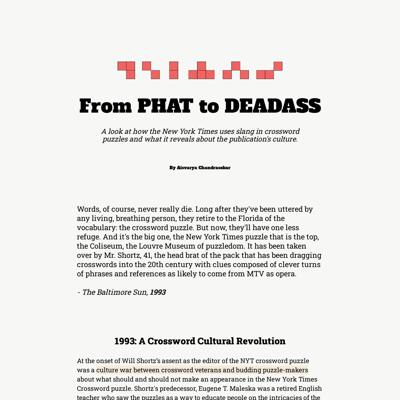 From PHAT to DEADASS
A look at how the New York Times uses slang in crossword
puzzles and what it reveals about the publication's culture.
By Aisvarya Chandrasekar
Words, of course, never really die. Long after they've been uttered by
any living, breathing person, they retire to the Florida of the
vocabulary: the crossword puzzle. But now, they'll have one less
refuge. And it's the big one, the New York Times puzzle that is the top,
the Coliseum, the Louvre Museum of puzzledom. It has been taken
over by Mr. Shortz, 41, the head brat of the pack that has been dragging
crosswords into the 20th century with clues composed of clever turns
of phrases and references as likely to come from MTV as opera.
- The Baltimore Sun, 1993
1993: A Crossword Cultural Revolution
At the onset of Will Shortz's assent as the editor of the NYT crossword puzzle
was a culture war between crossword veterans and budding puzzle-makers
about what should and should not make an appearance in the New York Times
Crossword puzzle. Shortz's predecessor, Eugene T. Maleska was a retired English
teacher who saw the puzzles as a way to educate people on the intricacies of the